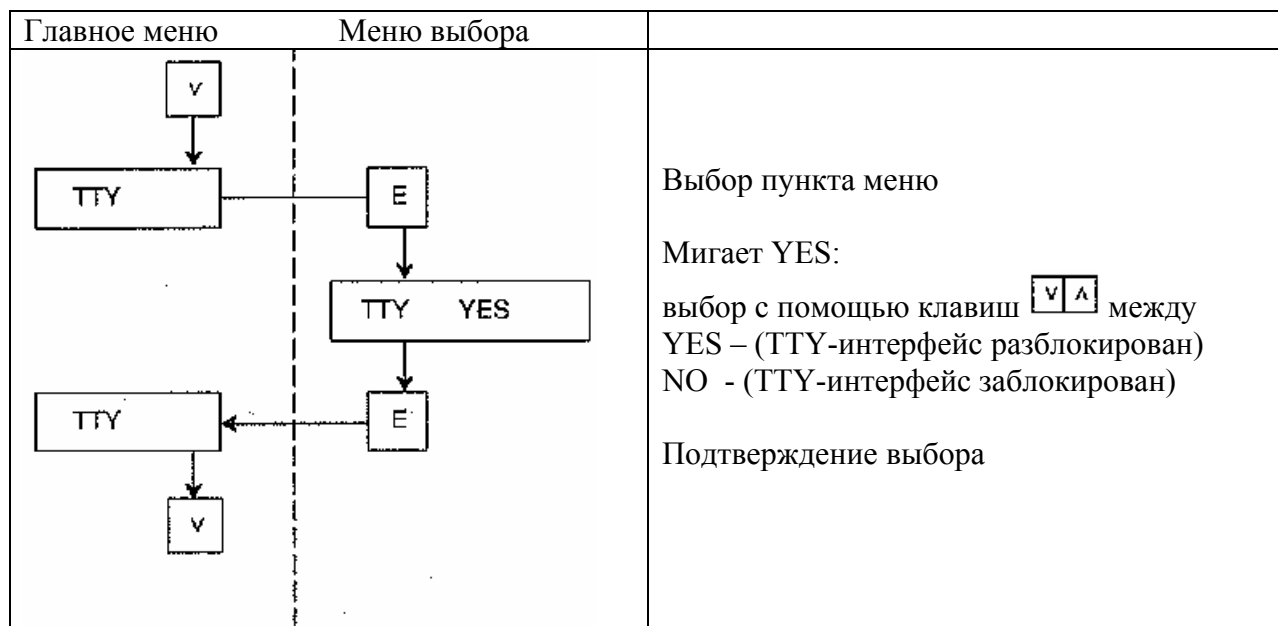 Главное меню Меню выбора
v
TTY
E
Выбор пункта меню
Мигает YES:
TTY YES
выбор с помощью клавиш v ʌ между
YES – (TTY-интерфейс разблокирован)
NO - (TTY-интерфейс заблокирован)
TTY
E
Подтверждение выбора
v